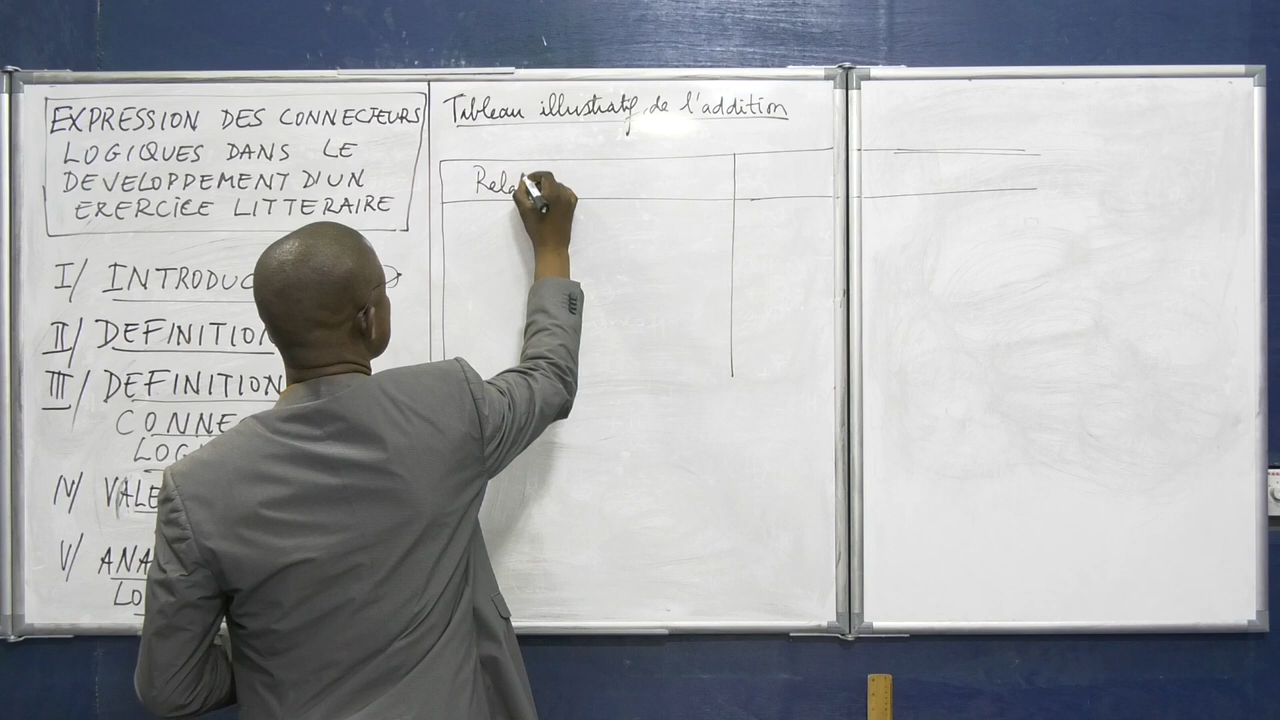 EXPRESSION DES CONNECTEURS
LOGIQUES DANS LE
DEVELOPPEMENT D'UN
EXERCICE LITTERAIRE
I/ INTRODUC
II/ DEFINITION
III/ DEFINITION
CONNE
LOG
IV/ VALE
V/ ANA
LO
Tableau illustratif de l'addition
Rela